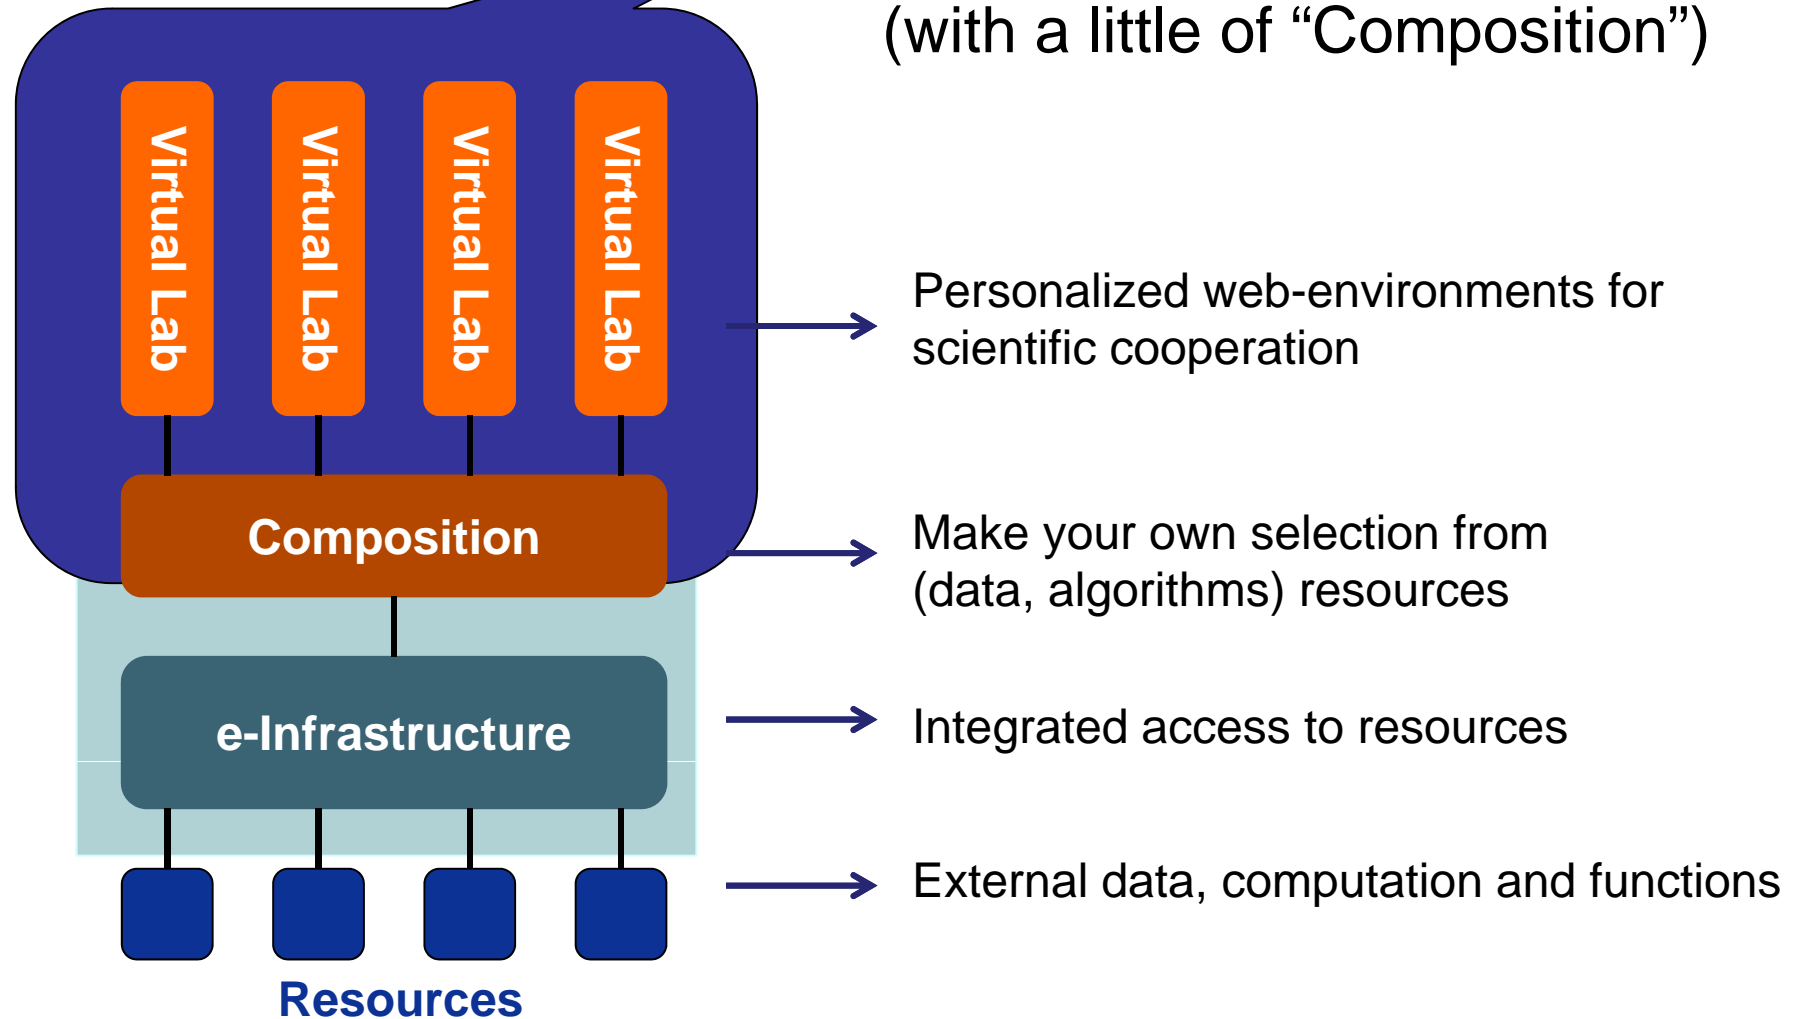 (with a little of “Composition”)
Virtual Lab
Virtual Lab
Virtual Lab
Virtual Lab
Personalized web-environments for
scientific cooperation
Composition
Make your own selection from
(data, algorithms) resources
e-Infrastructure
Integrated access to resources
External data, computation and functions
Resources